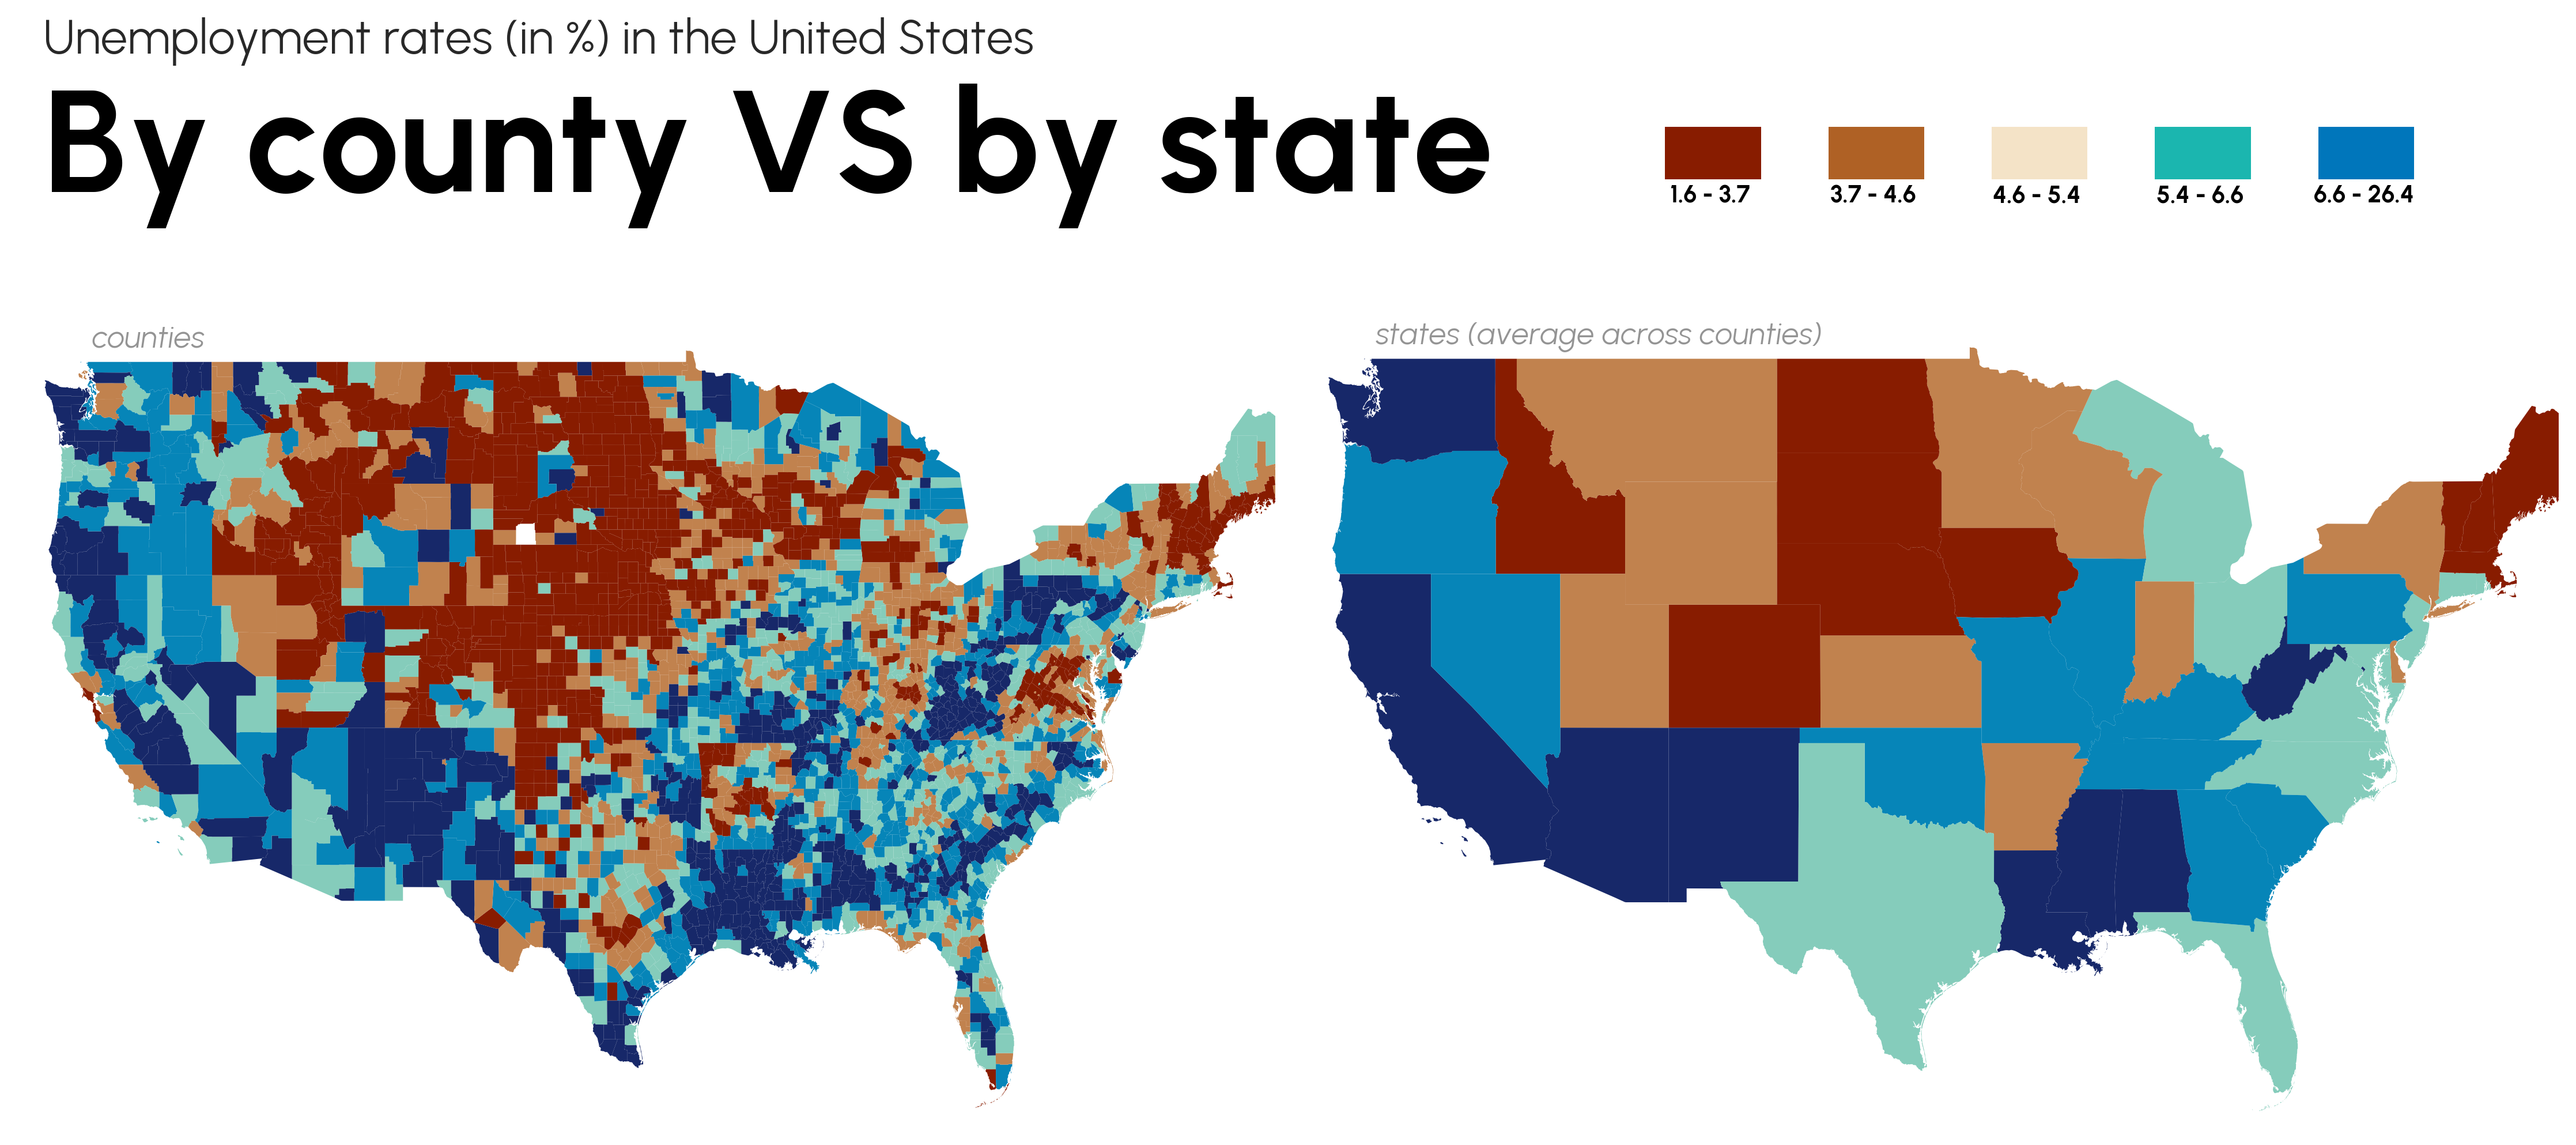 Unemployment rates (in %) in the United States
By county VS by state
1.6 - 3.7
3.7 - 4.6
4.6 - 5.4
5.4 - 6.6
6.6 - 26.4
counties
states (average across counties)